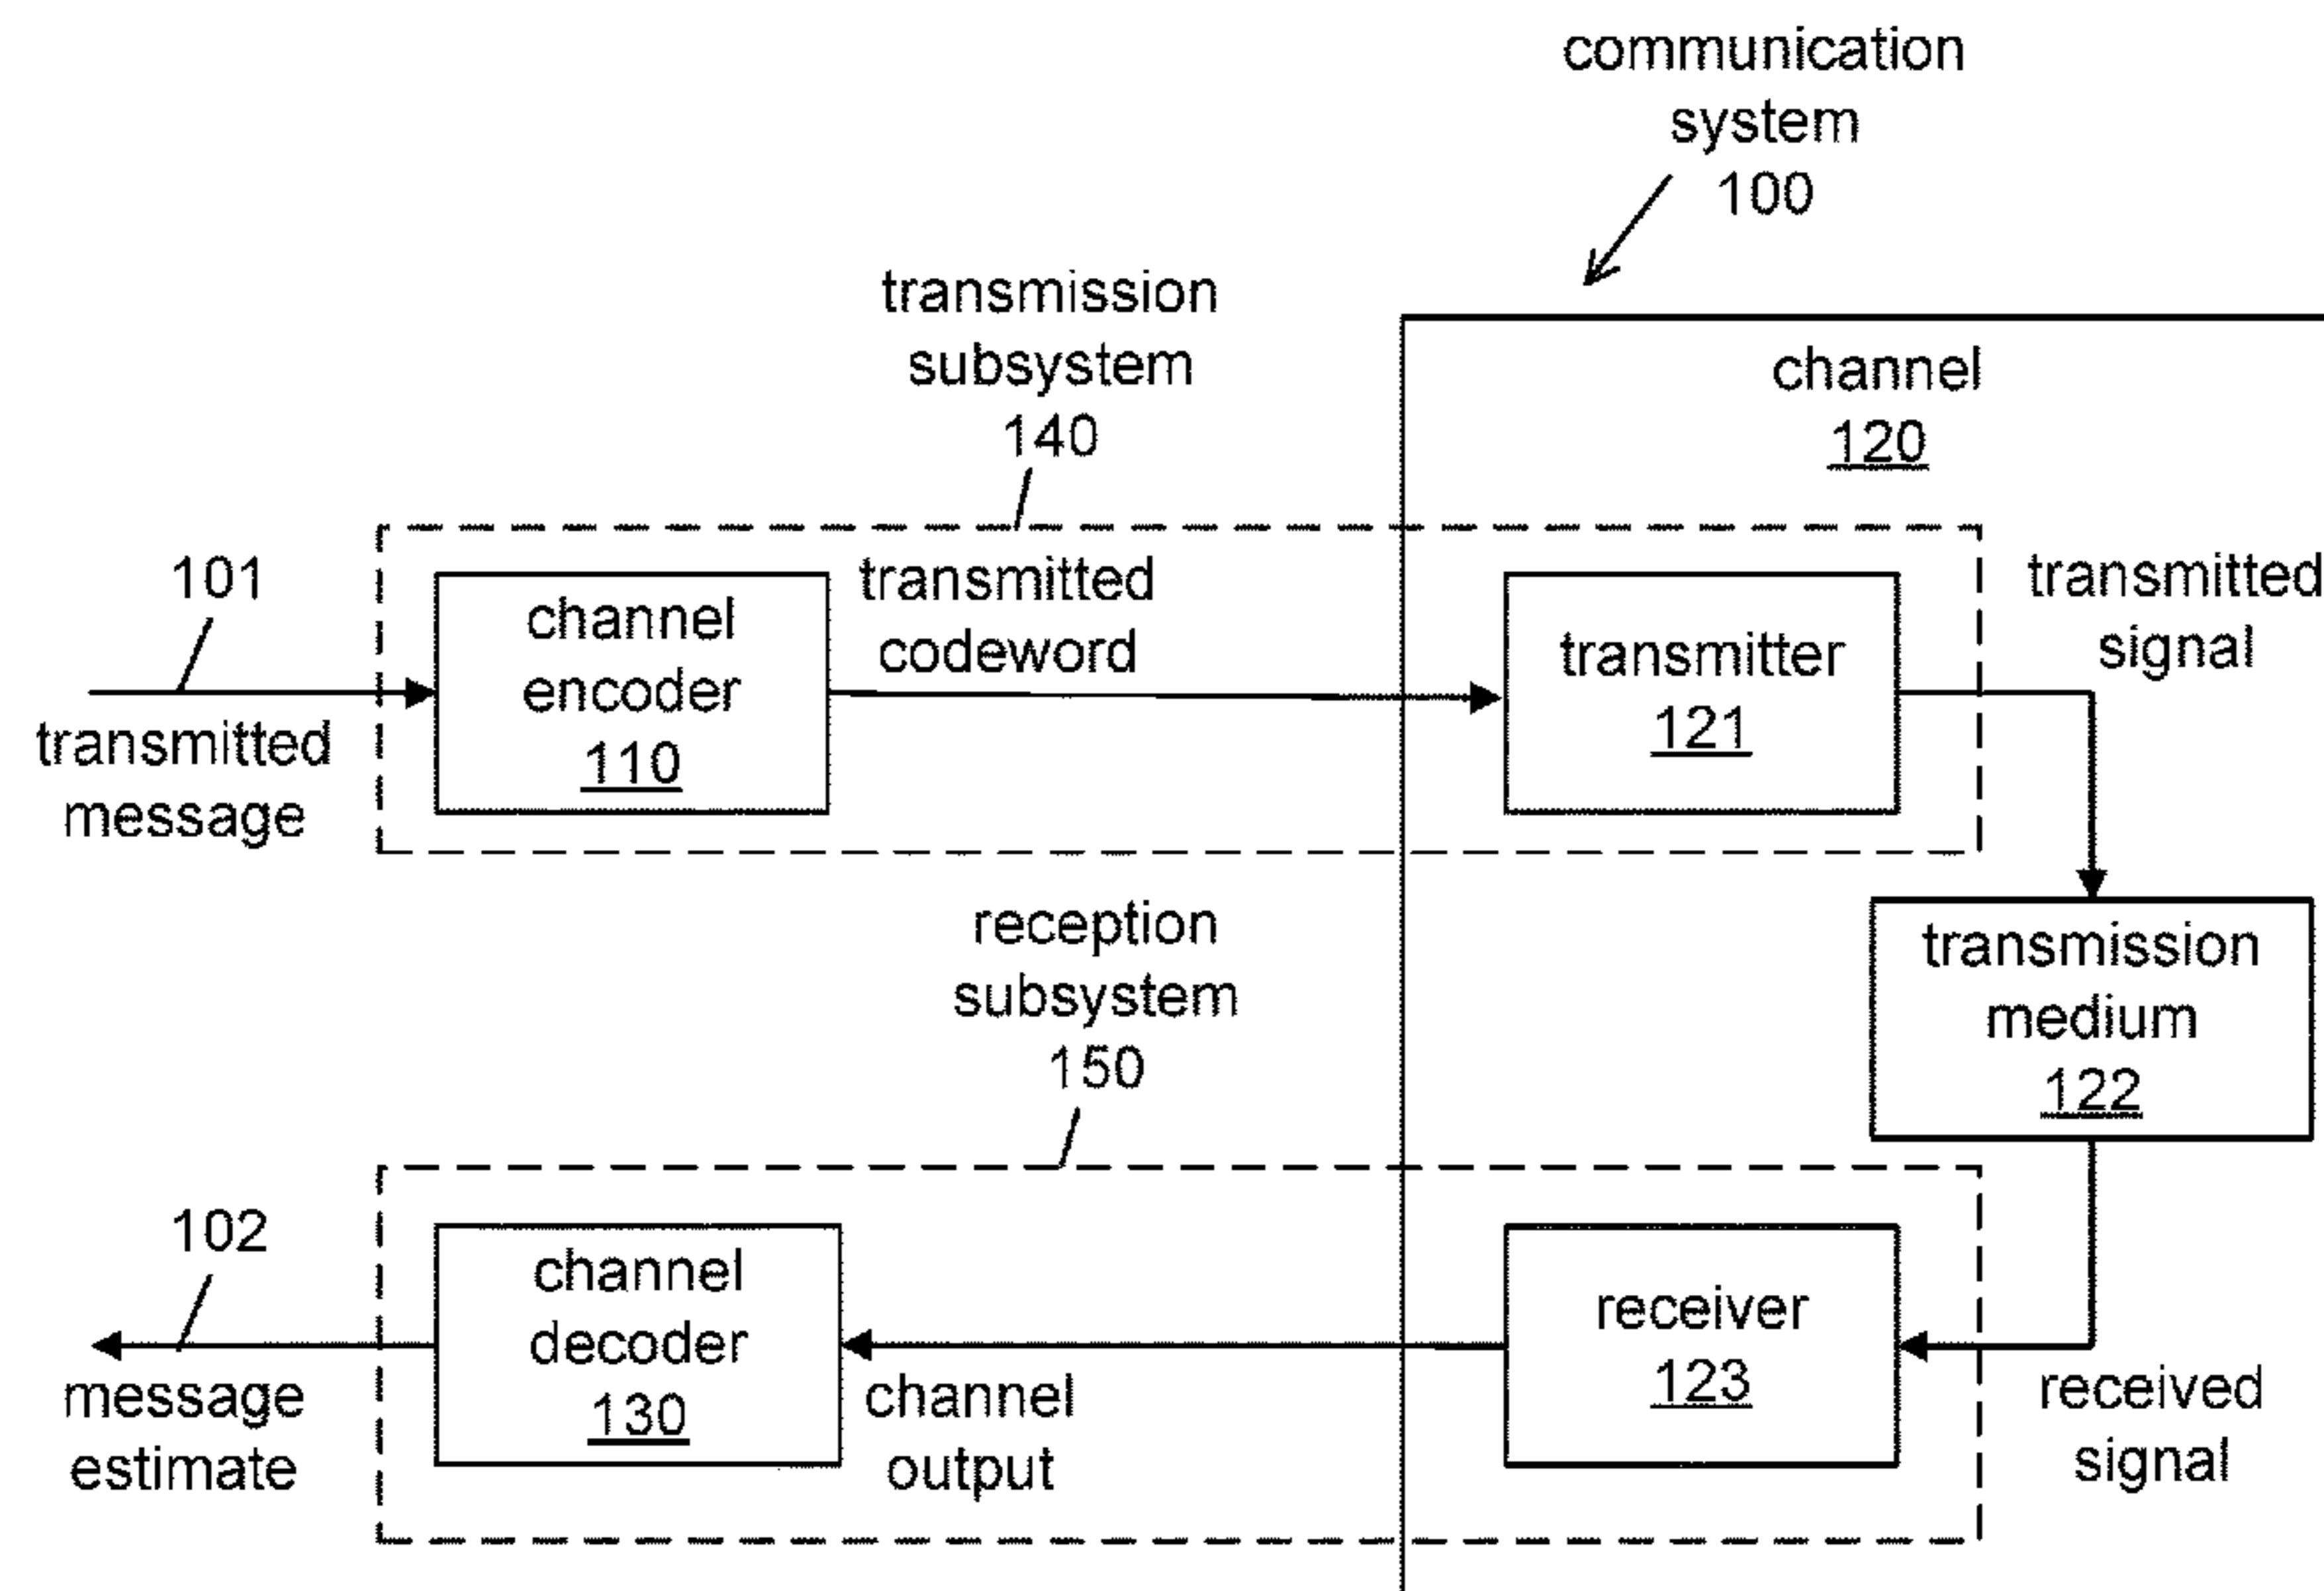 communication
system
100
transmission
subsystem
140
channel
120
101
transmitted
message
channel
encoder
110
transmitted
codeword
transmitter
121
transmitted
signal
transmission
medium
122
reception
subsystem
150
102
message
estimate
channel
decoder
130
channel
output
receiver
123
received
signal